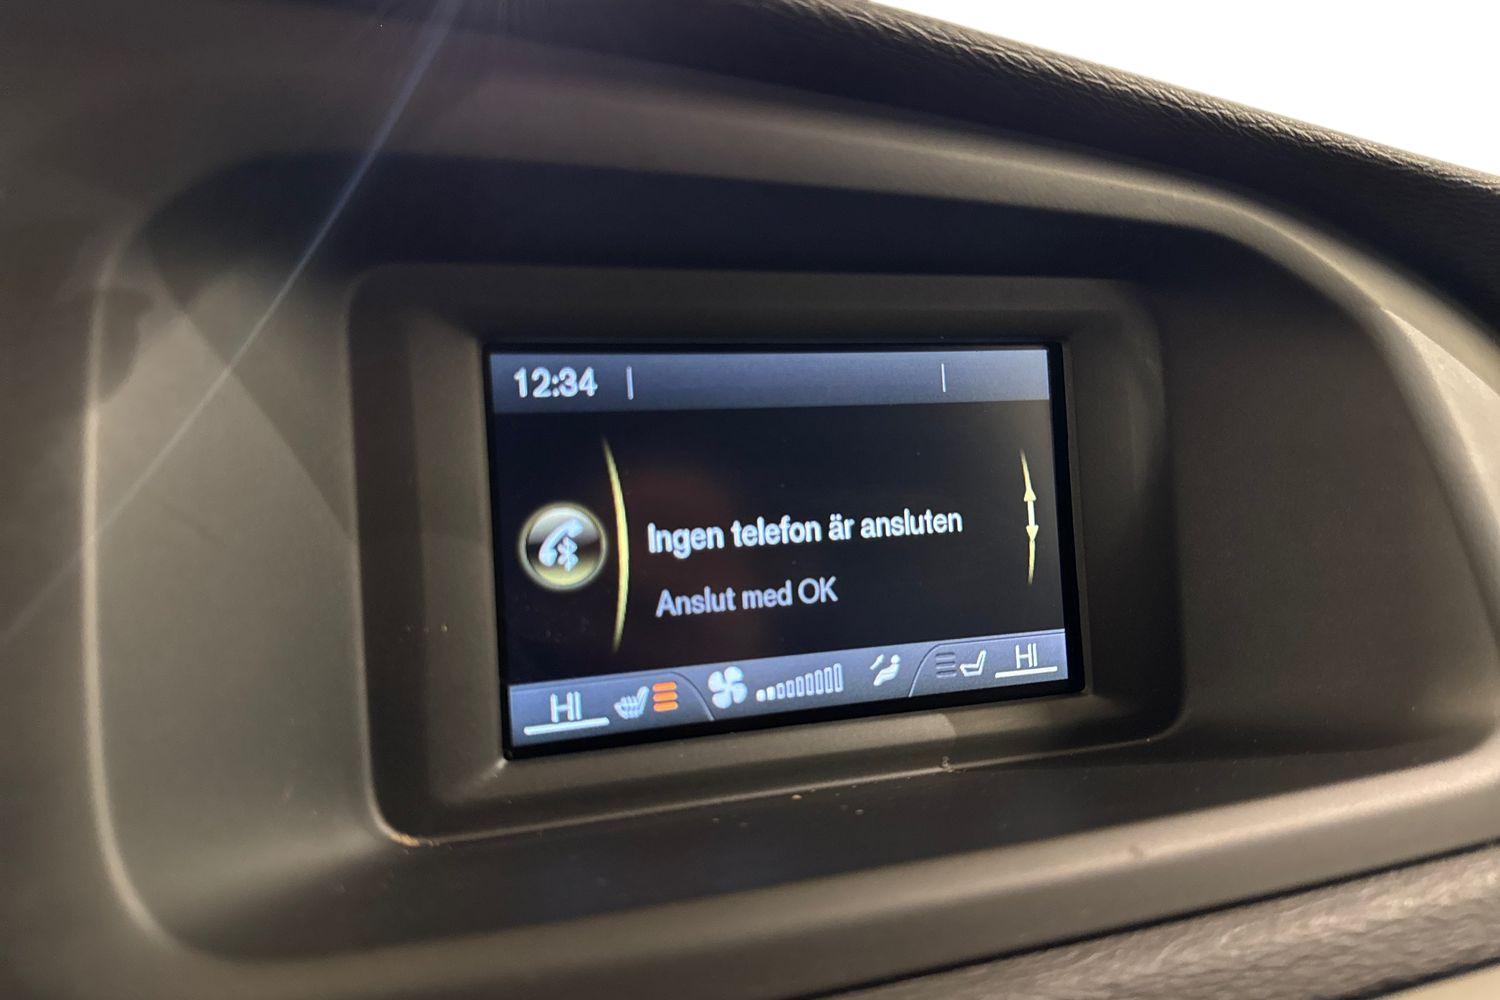 12:34
Ingen telefon är ansluten
Anslut med OK
HI HI